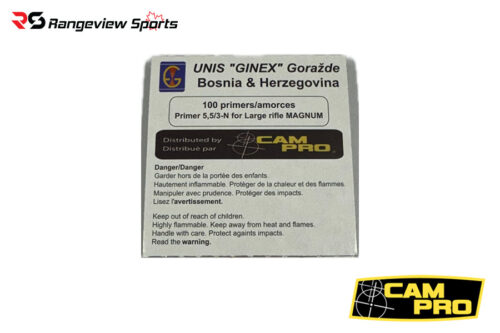 Rangeview Sports
UNIS "GINEX" Goražde
Bosnia & Herzegovina
100 primers/amorces
Primer 5,5/3-N for Large rifle MAGNUM
Distributed by
Distribué par
CAM
PRO
Danger/Danger
Garder hors de la portée des enfants.
Hautement inflammable. Protéger de la chaleur et des flammes.
Manipuler avec prudence. Protéger des impacts.
Lisez l'avertissement.
Keep out of reach of children.
Highly flammable. Keep away from heat and flames.
Handle with care. Protect againts impacts.
Read the warning.
CAM
PRO